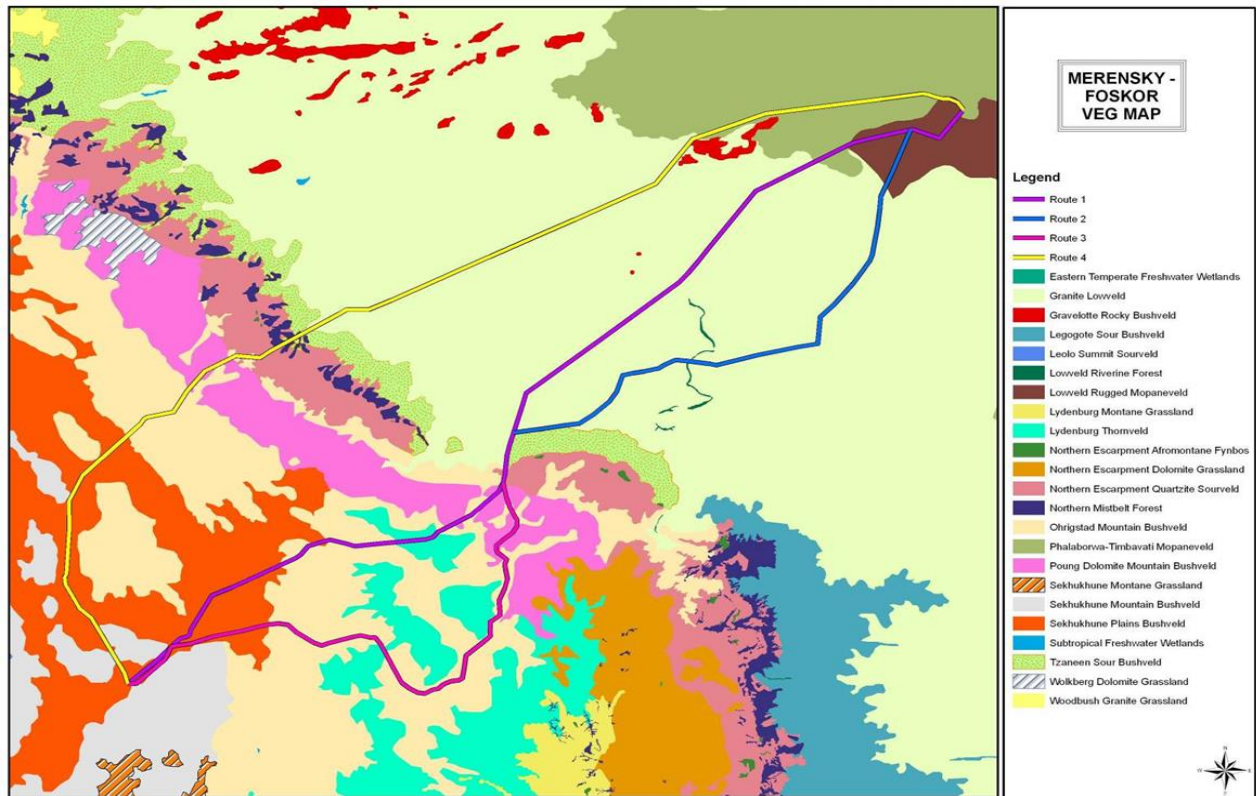 MERENSKY -
FOSKOR
VEG MAP
Legend
Route 1
Route 2
Route 3
Route 4
Eastern Temperate Freshwater Wetlands
Granite Lowveld
Gravelotte Rocky Bushveld
Legogote Sour Bushveld
Leolo Summit Sourveld
Lowveld Riverine Forest
Lowveld Rugged Mopaneveld
Lydenburg Montane Grassland
Lydenburg Thornveld
Northern Escarpment Afromontane Fynbos
Northern Escarpment Dolomite Grassland
Northern Escarpment Quartzite Sourveld
Northern Mistbelt Forest
Ohrigstad Mountain Bushveld
Phalaborwa-Timbavati Mopaneveld
Poung Dolomite Mountain Bushveld
Sekhukhune Montane Grassland
Sekhukhune Mountain Bushveld
Sekhukhune Plains Bushveld
Subtropical Freshwater Wetlands
Tzaneen Sour Bushveld
Wolkberg Dolomite Grassland
Woodbush Granite Grassland
N
W
E
S